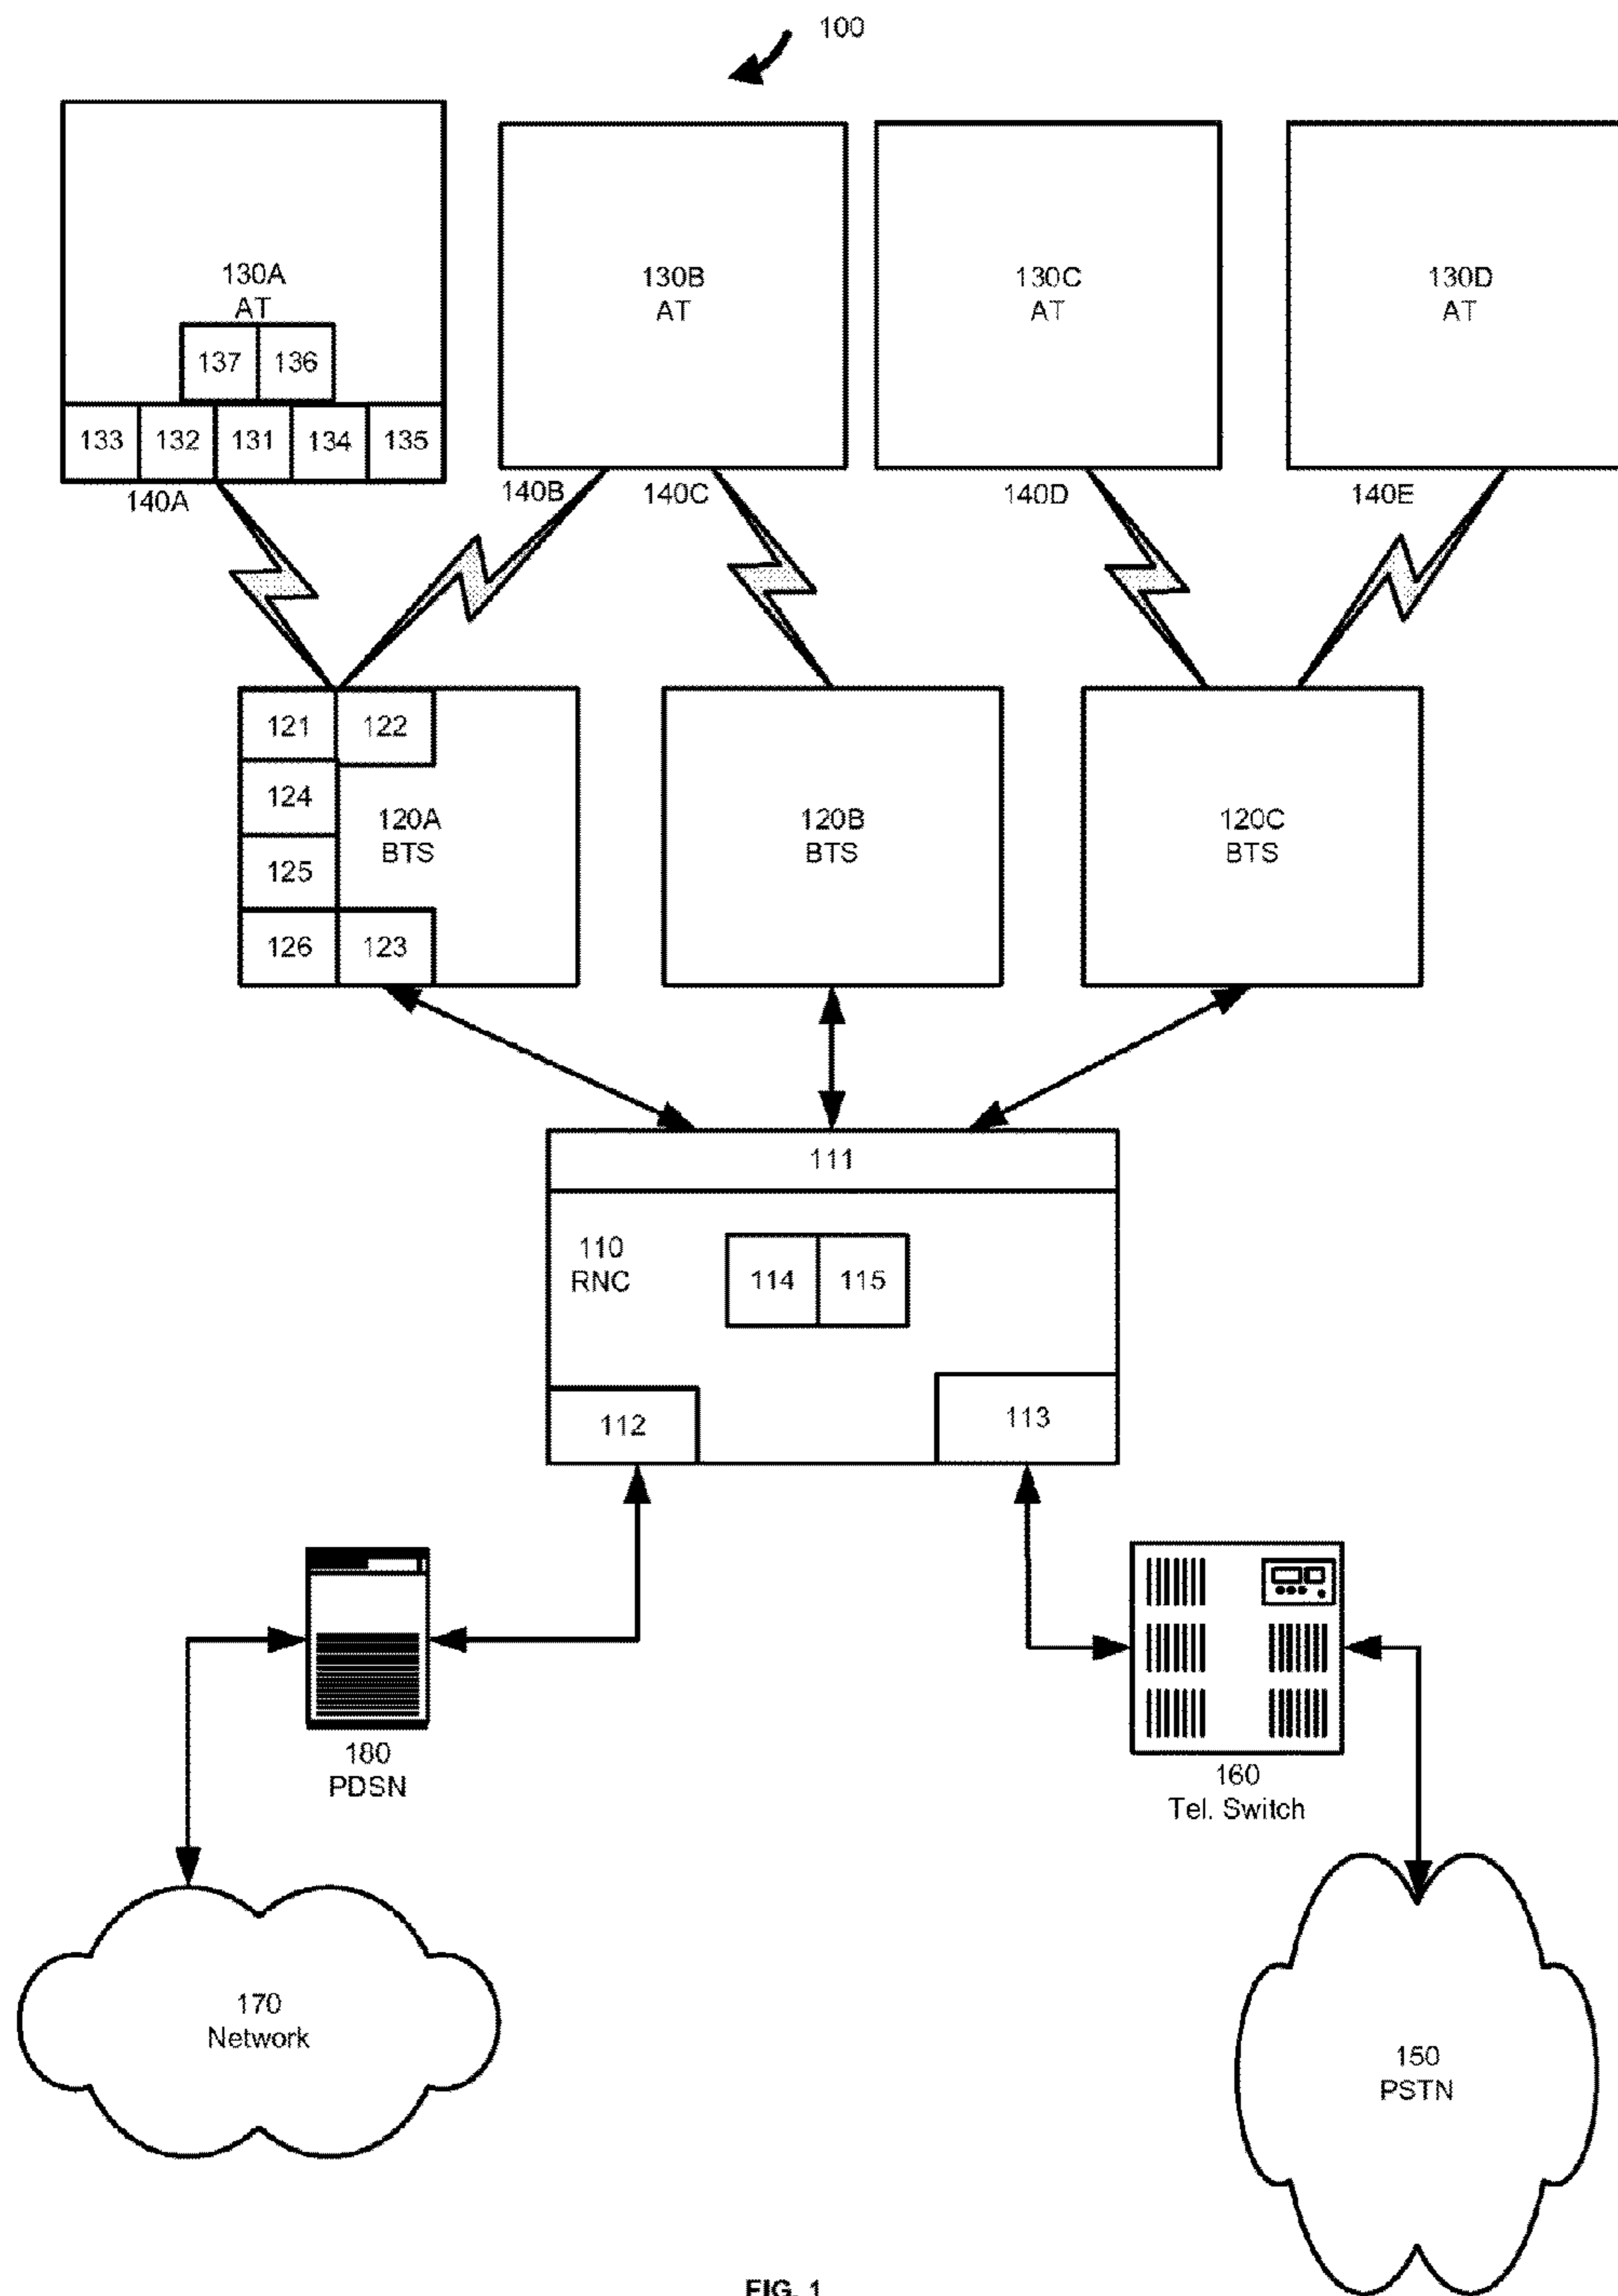 100
130A
AT
137 136
133 132 131 134 135
130B
AT
130C
AT
130D
AT
140A
140B
140C
140D
140E
121 122
124
125
126 123
120A
BTS
120B
BTS
120C
BTS
111
110
RNC
114 115
112
113
180
PDSN
160
Tel. Switch
170
Network
150
PSTN
FIG. 1